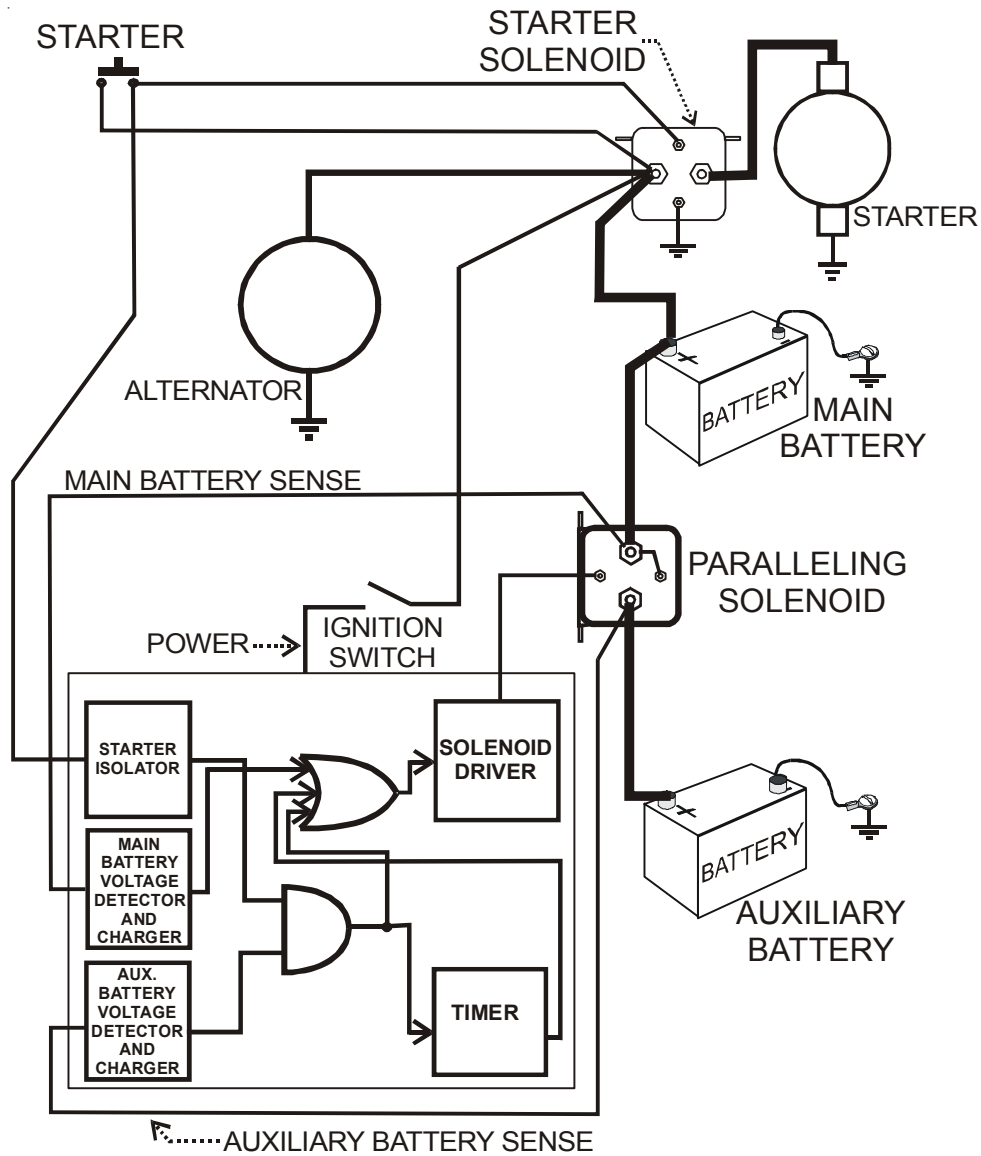 STARTER
STARTER
SOLENOID
STARTER
ALTERNATOR
+
-
BATTERY
MAIN
BATTERY
MAIN BATTERY SENSE
PARALLELING
SOLENOID
POWER
IGNITION
SWITCH
STARTER
ISOLATOR
SOLENOID
DRIVER
MAIN
BATTERY
VOLTAGE
DETECTOR
AND
CHARGER
+
-
BATTERY
AUXILIARY
BATTERY
AUX.
BATTERY
VOLTAGE
DETECTOR
AND
CHARGER
TIMER
AUXILIARY BATTERY SENSE